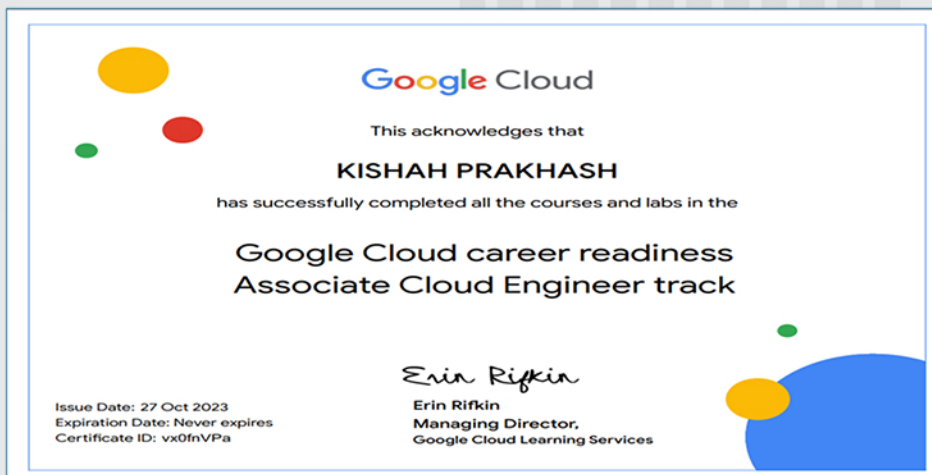 Google Cloud
This acknowledges that
KISHAH PRAKHASH
has successfully completed all the courses and labs in the
Google Cloud career readiness
Associate Cloud Engineer track
Erin Rifkin
Erin Rifkin
Managing Director,
Google Cloud Learning Services
Issue Date: 27 Oct 2023
Expiration Date: Never expires
Certificate ID: vx0fnVPa